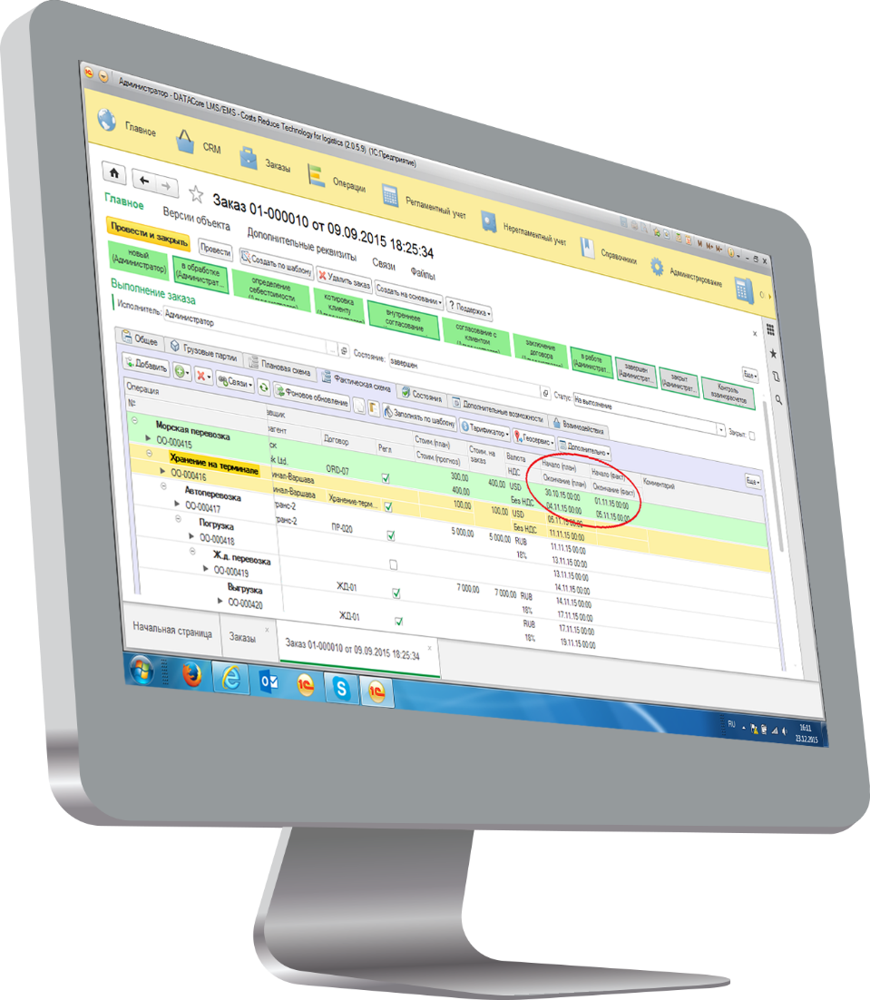 Администратор - DATACore LMS/EMS - Costs Reduce Technology for logistics (2.0.5.9) (1С:Предприятие)
M M+ M-
Главное
CRM
Заказы
Операции
Регламентный учет
Нерегламентный учет
Справочники
Администрирование
Заказ 01-000010 от 09.09.2015 18:25:34
Главное Версии объекта Дополнительные реквизиты Связи Файлы
Провести и закрыть Провести Создать по шаблону Удалить заказ Создать на основании ? Поддержка
Еще
новый
(Администратор)
в обработке
(Администрат...
определение
себестоимости
котировка
клиенту
внутреннее
согласование
согласование с
клиентом
заключение
договора
в работе
(Администрат...
завершен
(Администрат...
закрыт
(Администрат...
Контроль
взаиморасчетов
Выполнение заказа
Исполнитель: Администратор
Состояние: завершен
Статус: На выполнение
Закрыт:
Общее Грузовые партии Плановая схема Фактическая схема Состояния Дополнительные возможности Взаимодействия
Добавить Связи Фоновое обновление Заполнять по шаблону Тарификатор Геосервис Дополнительно
Еще
Операция
N°
авщик
агент
Договор
Регл
Стоим.(план)
Стоим.(прогноз)
Стоим. на
заказ
Валюта
НДС
Начало (план)
Окончание (план)
Начало (факт)
Окончание (факт)
Комментарий
Морская перевозка
ОО-000415
ск
k Ltd.
ORD-07
300,00
400,00
400,00
USD
Без НДС
30.10.15 00:00
04.11.15 00:00
01.11.15 00:00
05.11.15 00:00
Хранение на терминале
ОО-000416
инал-Варшава
инал-Варшава
Хранение-терм...
100,00
100,00
USD
Без НДС
05.11.15 00:00
11.11.15 00:00
Автоперевозка
ОО-000417
транс-2
транс-2
ПР-020
5 000,00
5 000,00
RUB
18%
11.11.15 00:00
13.11.15 00:00
Погрузка
ОО-000418
13.11.15 00:00
14.11.15 00:00
Ж.д. перевозка
ОО-000419
ЖД-01
7 000,00
7 000,00
RUB
18%
14.11.15 00:00
17.11.15 00:00
Выгрузка
ОО-000420
ЖД-01
RUB
18%
17.11.15 00:00
19.11.15 00:00
Начальная страница
Заказы
Заказ 01-000010 от 09.09.2015 18:25:34
RU
16:11
23.12.2015